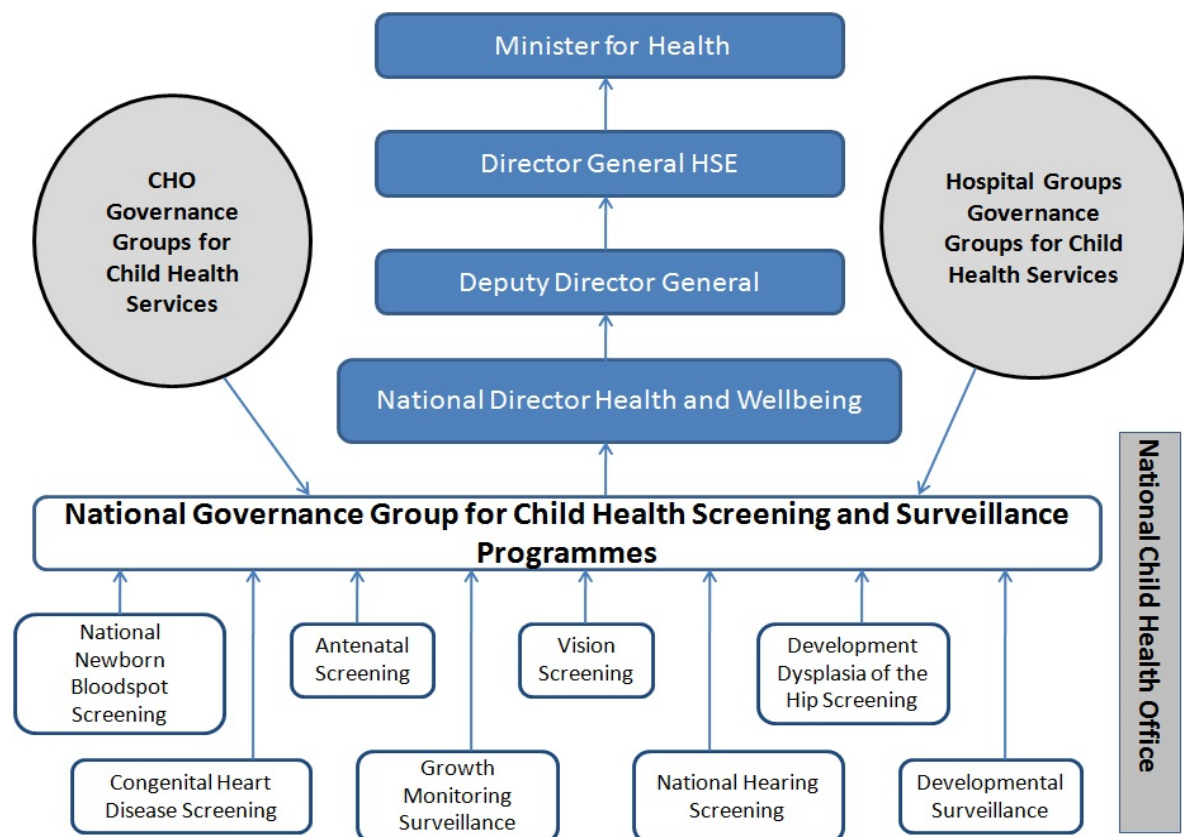 Minister for Health
Director General HSE
Deputy Director General
National Director Health and Wellbeing
CHO
Governance
Groups for
Child Health
Services
Hospital Groups
Governance
Groups for Child
Health Services
National Governance Group for Child Health Screening and Surveillance
Programmes
National
Newborn
Bloodspot
Screening
Antenatal
Screening
Vision
Screening
Development
Dysplasia of the
Hip Screening
Congenital Heart
Disease Screening
Growth
Monitoring
Surveillance
National Hearing
Screening
Developmental
Surveillance
National Child Health Office